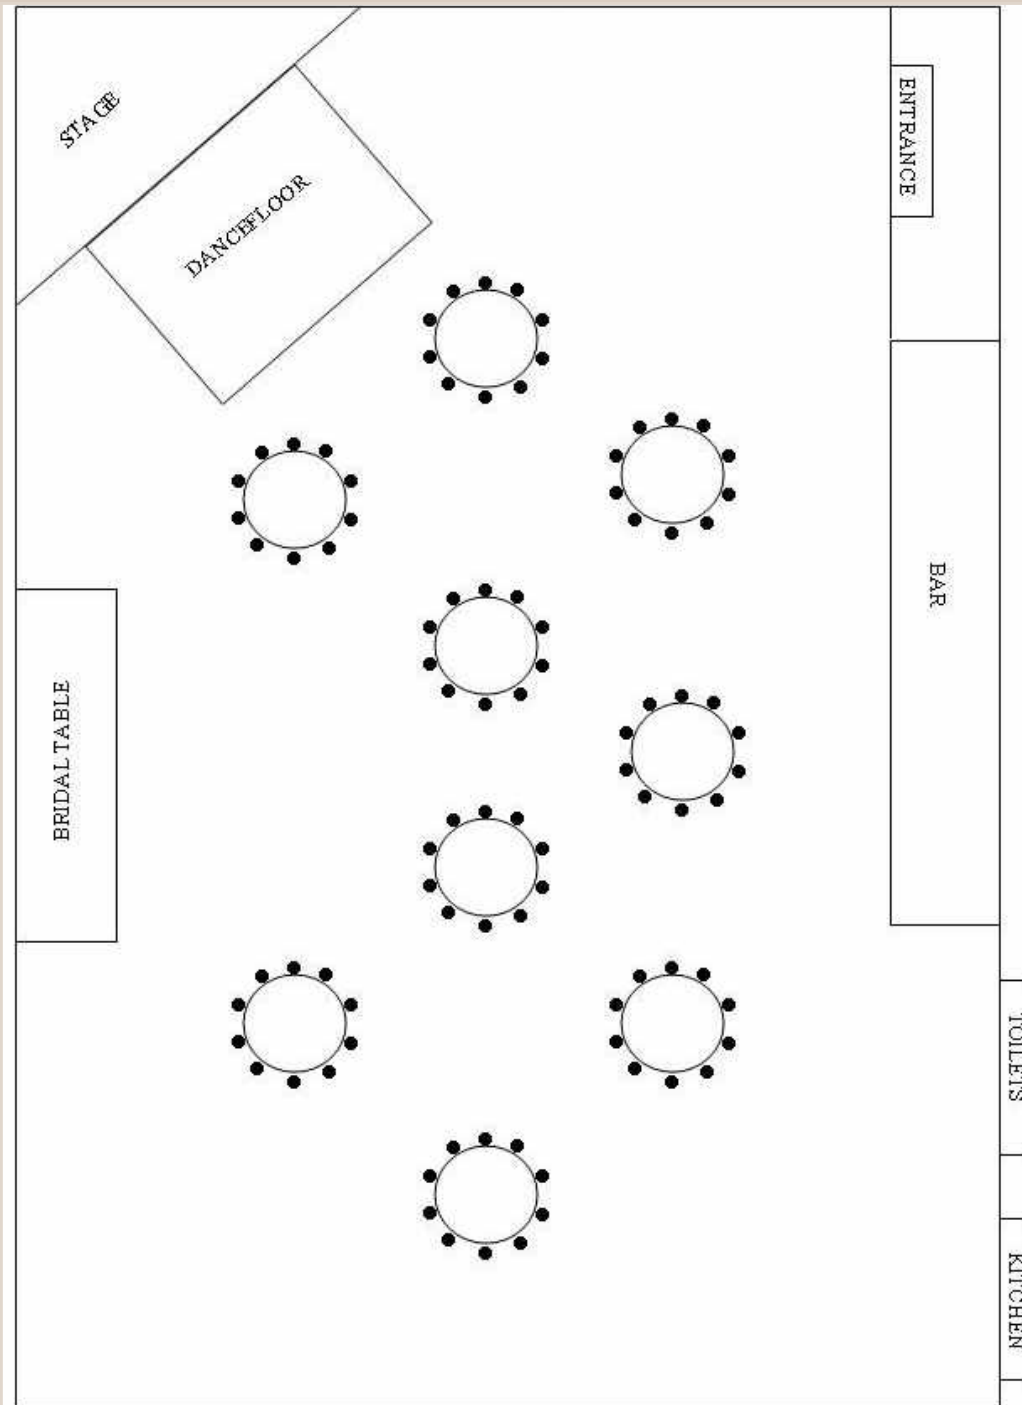 STAGE
ENTRANCE
DANCEFLOOR
BAR
BRIDAL TABLE
TOILETS
KITCHEN